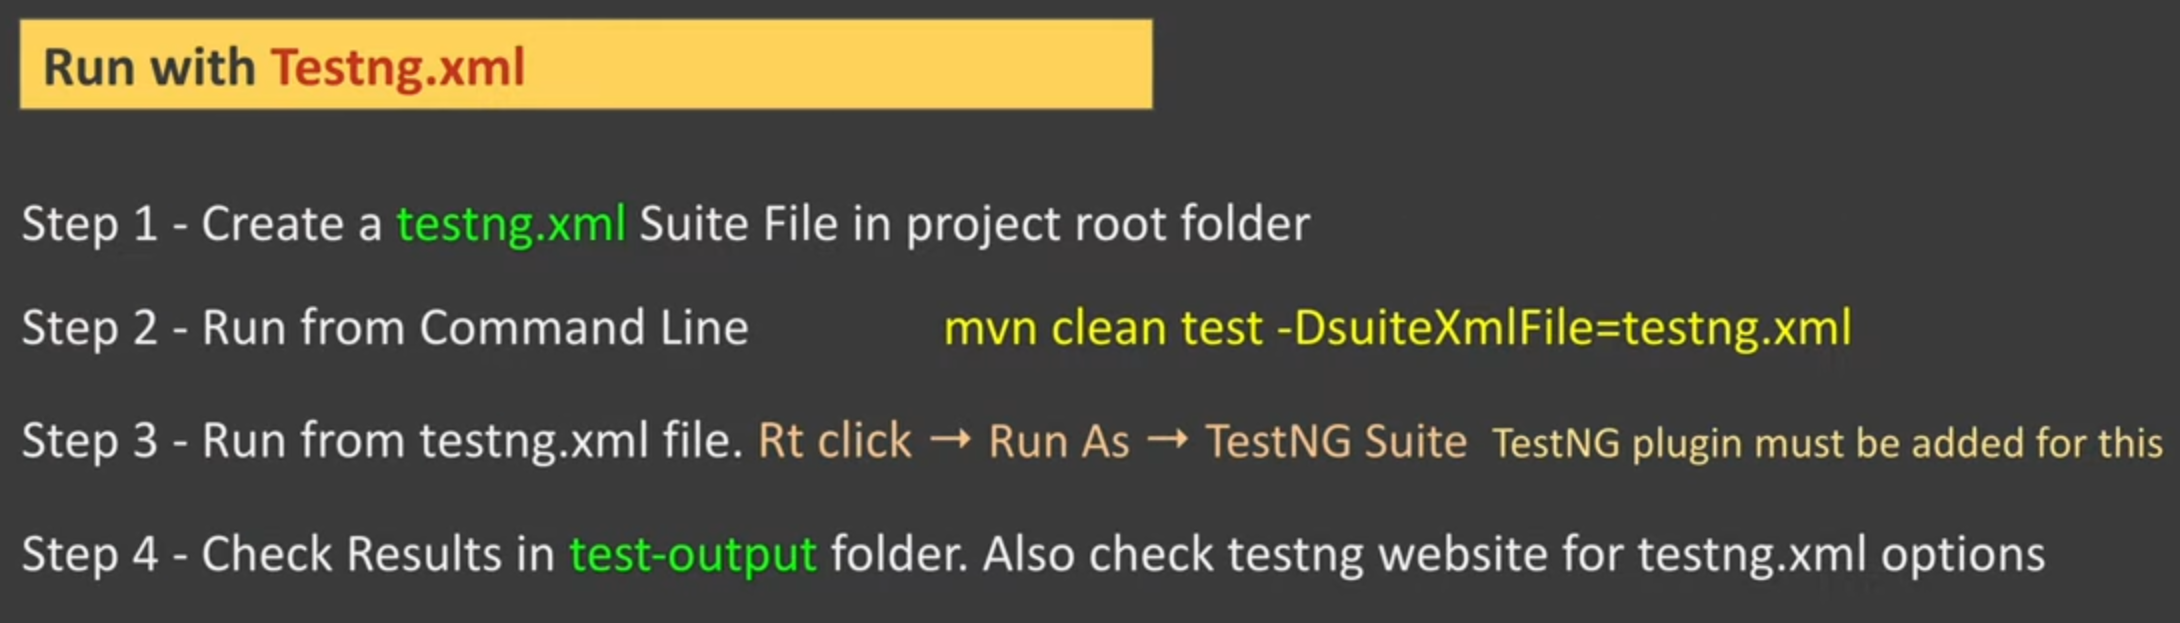 Run with Testng.xml
Step 1 - Create a testng.xml Suite File in project root folder
Step 2 - Run from Command Line mvn clean test -DsuiteXmlFile=testng.xml
Step 3 - Run from testng.xml file. Rt click → Run As → TestNG Suite TestNG plugin must be added for this
Step 4 - Check Results in test-output folder. Also check testng website for testng.xml options